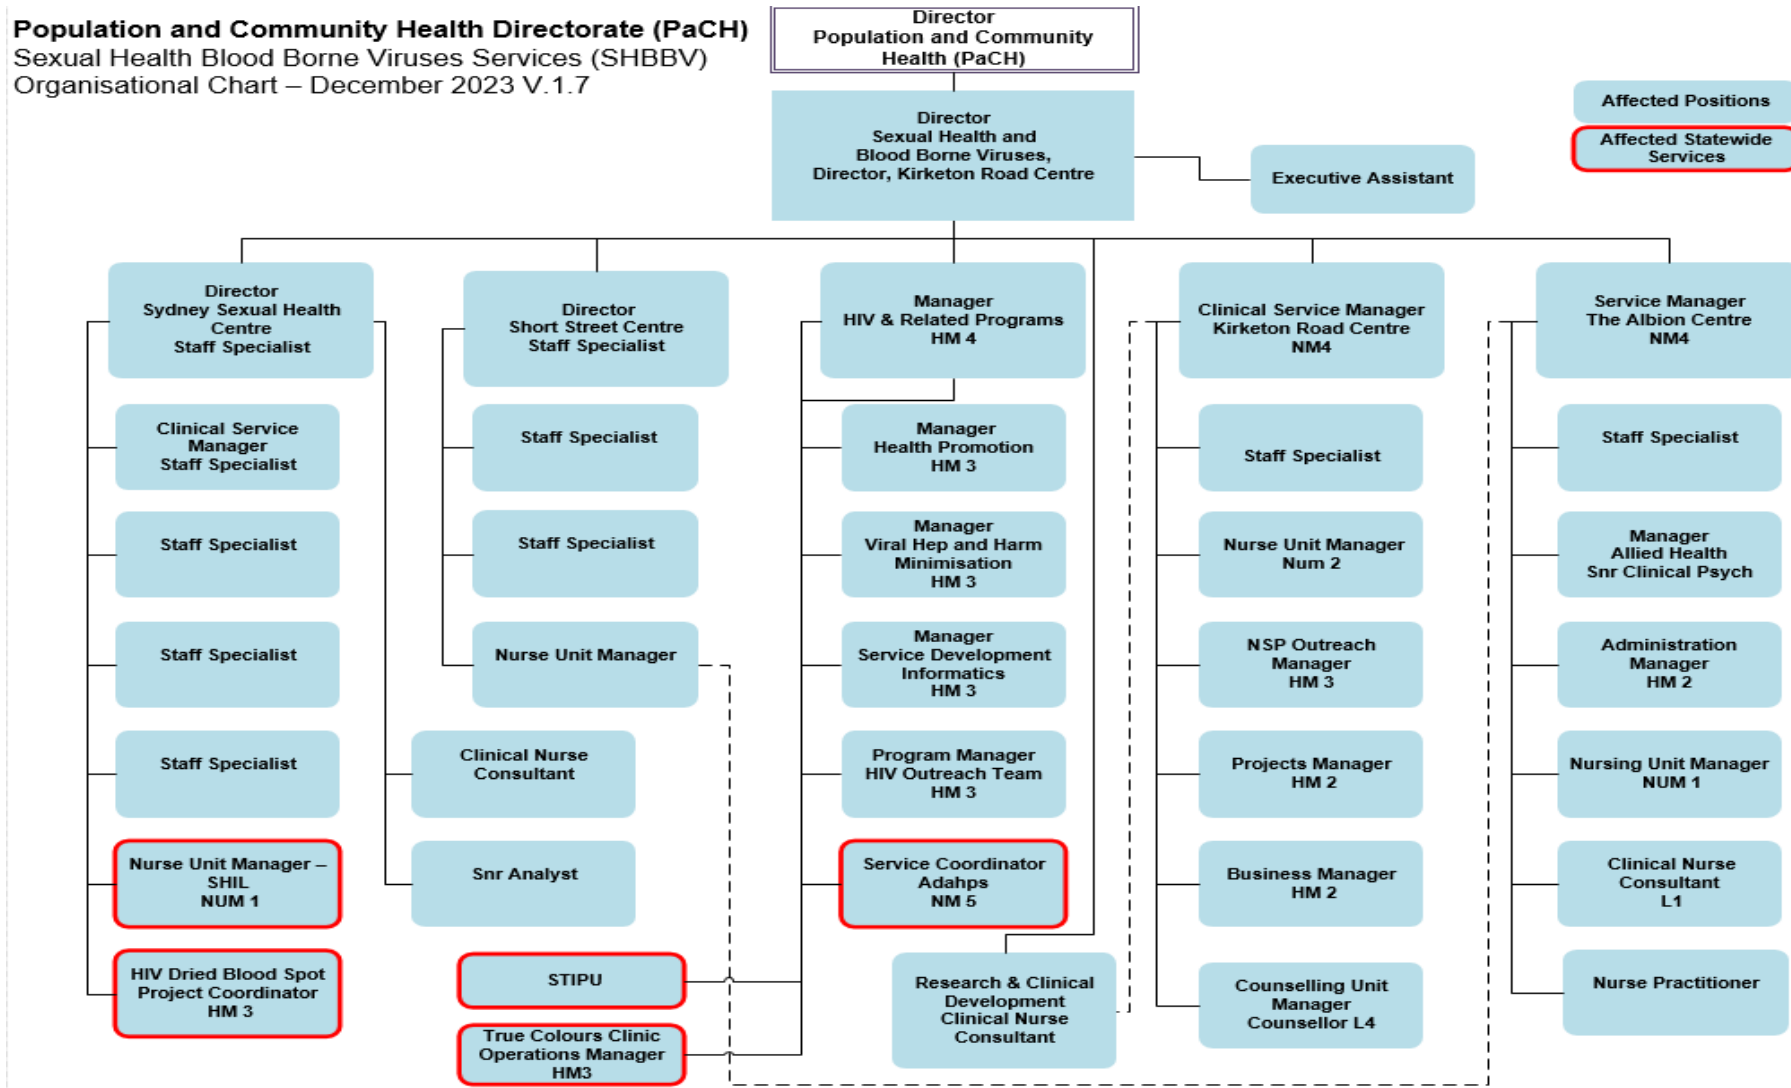 Population and Community Health Directorate (PaCH)
Sexual Health Blood Borne Viruses Services (SHBBV)
Organisational Chart – December 2023 V.1.7
Director
Population and Community
Health (PaCH)
Affected Positions
Affected Statewide
Services
Director
Sexual Health and
Blood Borne Viruses,
Director, Kirketon Road Centre
Executive Assistant
Director
Sydney Sexual Health
Centre
Staff Specialist
Clinical Service
Manager
Staff Specialist
Staff Specialist
Staff Specialist
Staff Specialist
Nurse Unit Manager –
SHIL
NUM 1
HIV Dried Blood Spot
Project Coordinator
HM 3
Clinical Nurse
Consultant
Snr Analyst
Director
Short Street Centre
Staff Specialist
Staff Specialist
Staff Specialist
Nurse Unit Manager
Manager
HIV & Related Programs
HM 4
Manager
Health Promotion
HM 3
Manager
Viral Hep and Harm
Minimisation
HM 3
Manager
Service Development
Informatics
HM 3
Program Manager
HIV Outreach Team
HM 3
Service Coordinator
Adahps
NM 5
STIPU
True Colours Clinic
Operations Manager
HM3
Research & Clinical
Development
Clinical Nurse
Consultant
Clinical Service Manager
Kirketon Road Centre
NM4
Staff Specialist
Nurse Unit Manager
Num 2
NSP Outreach
Manager
HM 3
Projects Manager
HM 2
Business Manager
HM 2
Counselling Unit
Manager
Counsellor L4
Service Manager
The Albion Centre
NM4
Staff Specialist
Manager
Allied Health
Snr Clinical Psych
Administration
Manager
HM 2
Nursing Unit Manager
NUM 1
Clinical Nurse
Consultant
L1
Nurse Practitioner